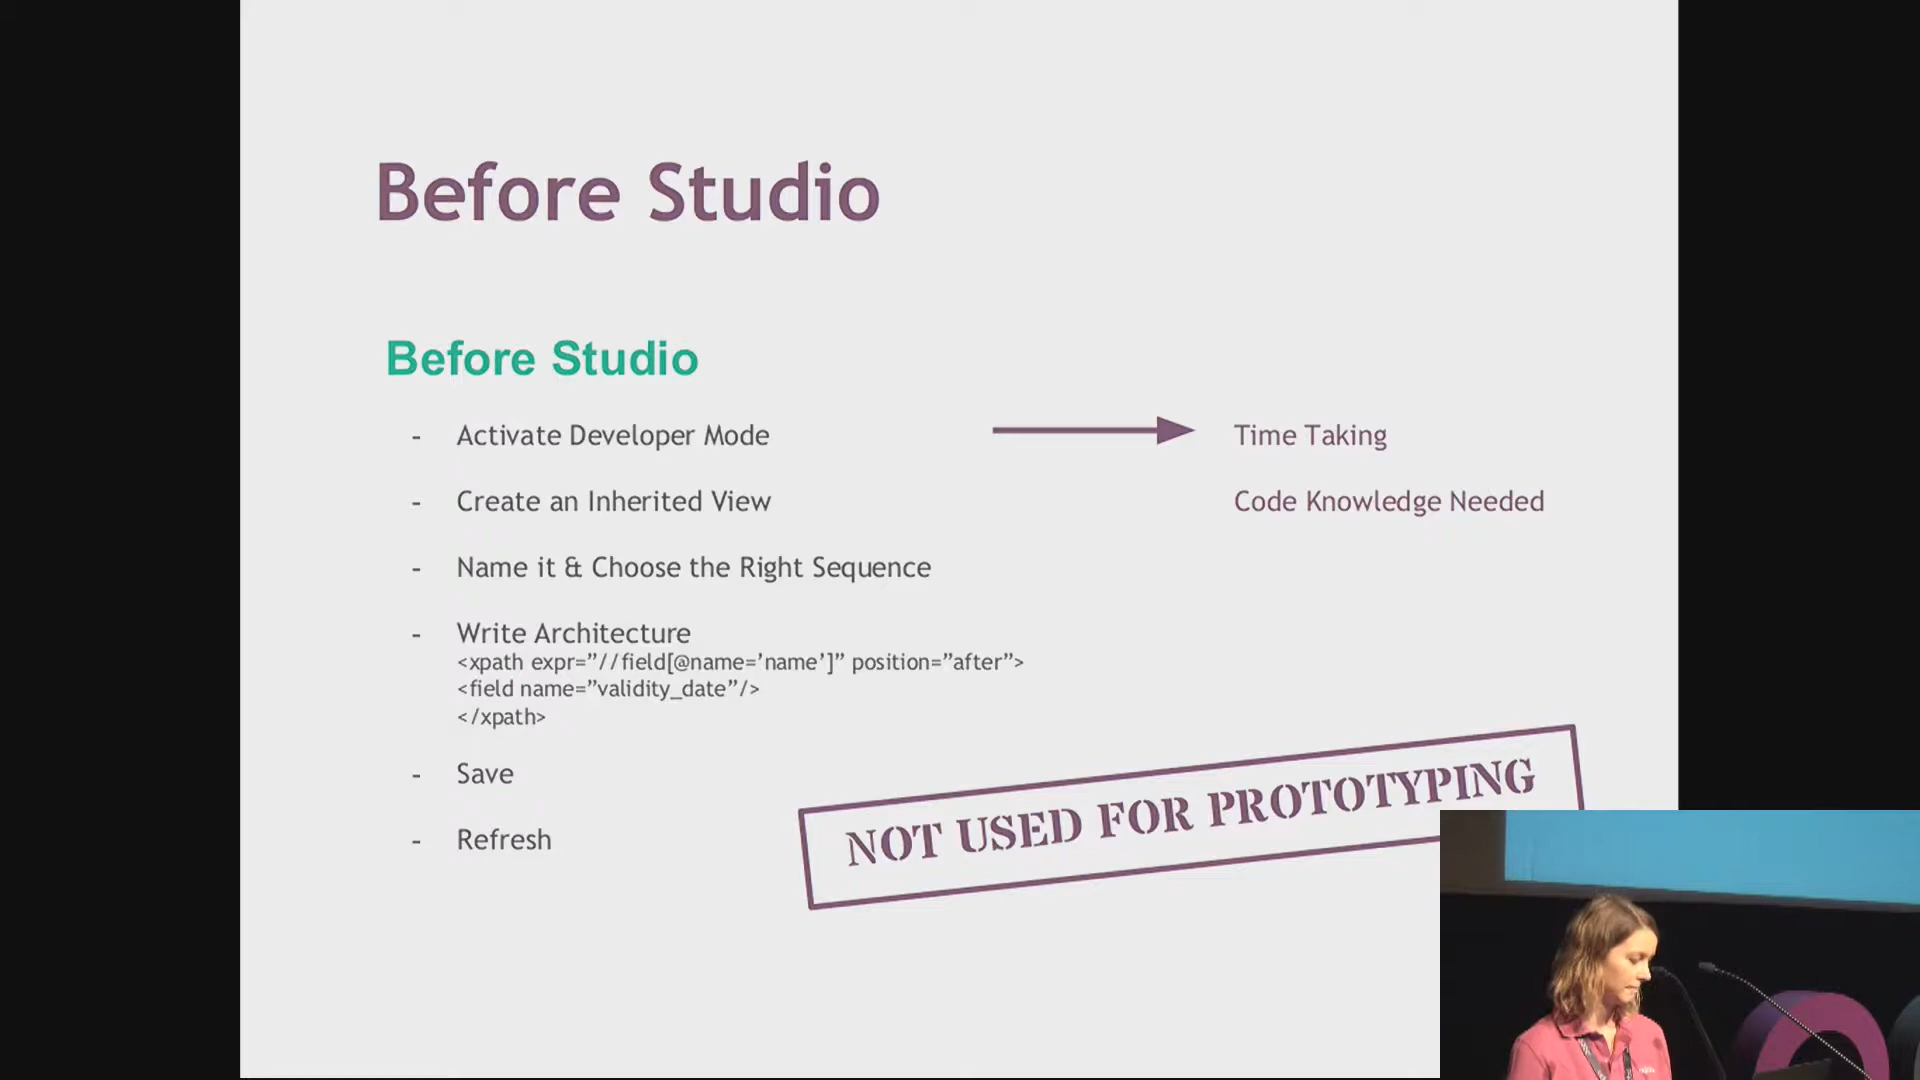 Before Studio
Before Studio
- Activate Developer Mode
Time Taking
- Create an Inherited View
Code Knowledge Needed
- Name it & Choose the Right Sequence
- Write Architecture
<xpath expr=”//field[@name=’name’]” position=”after”>
<field name=”validity_date”/>
</xpath>
- Save
- Refresh
NOT USED FOR PROTOTYPING